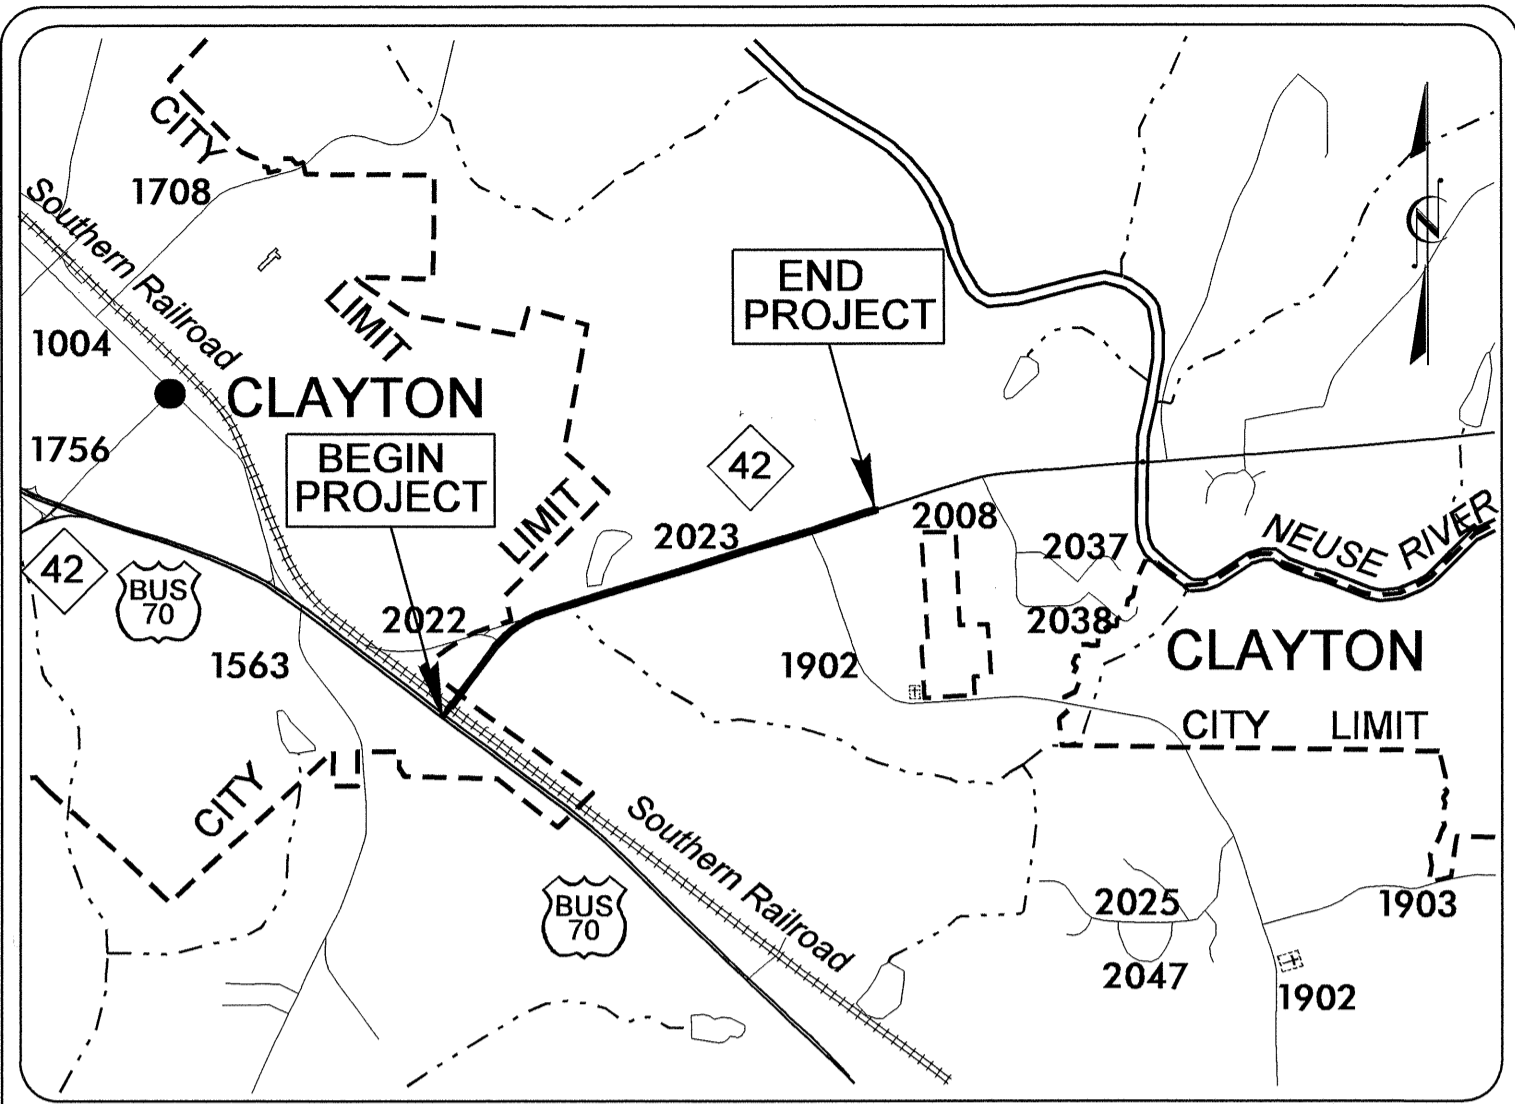 CITY
1708
Southern Railroad
LIMIT
1004
CLAYTON
1756
BEGIN
PROJECT
END
PROJECT
N
42
42
BUS
70
LIMIT
2023
2008
2037
NEUSE RIVER
2022
2038
1563
1902
CLAYTON
CITY LIMIT
CITY
Southern Railroad
BUS
70
2025
1903
2047
1902